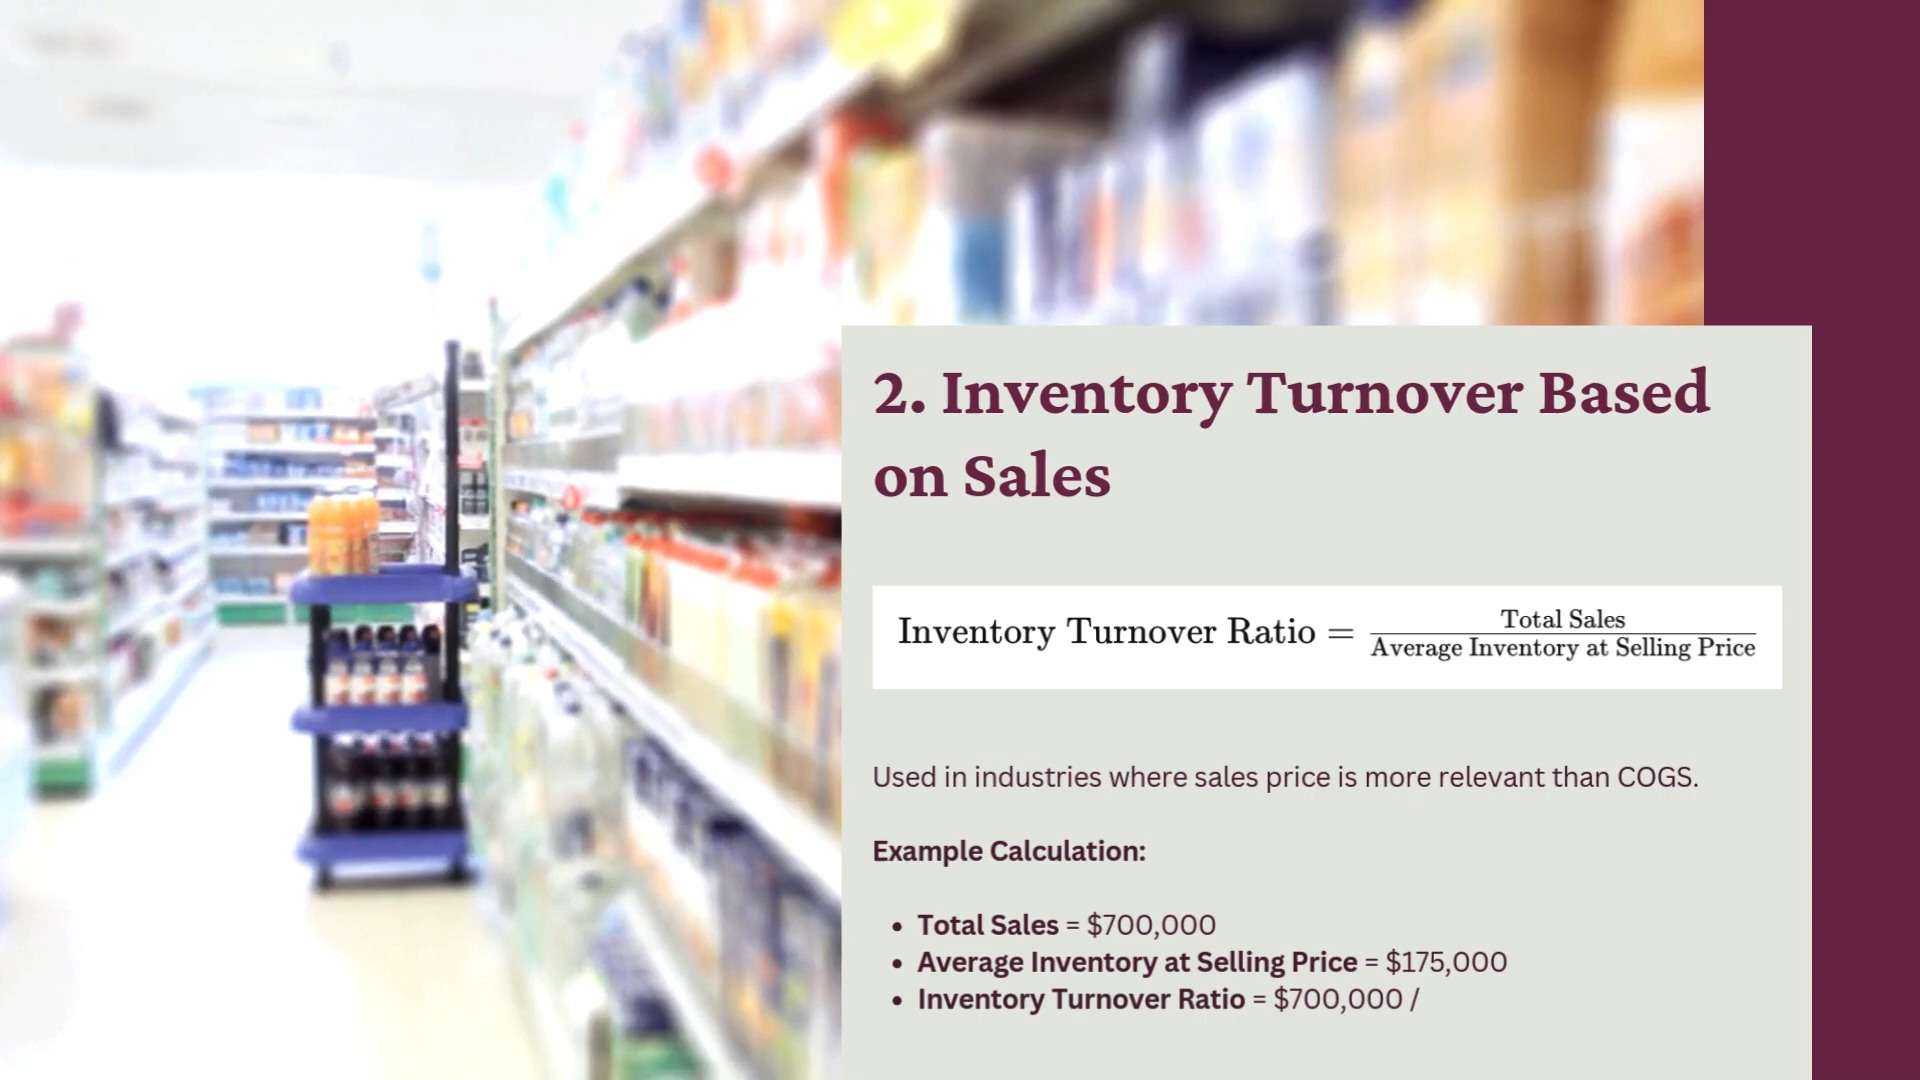 2. Inventory Turnover Based
on Sales
Inventory Turnover Ratio = Total Sales / Average Inventory at Selling Price
Used in industries where sales price is more relevant than COGS.
Example Calculation:
• Total Sales = $700,000
• Average Inventory at Selling Price = $175,000
• Inventory Turnover Ratio = $700,000 /